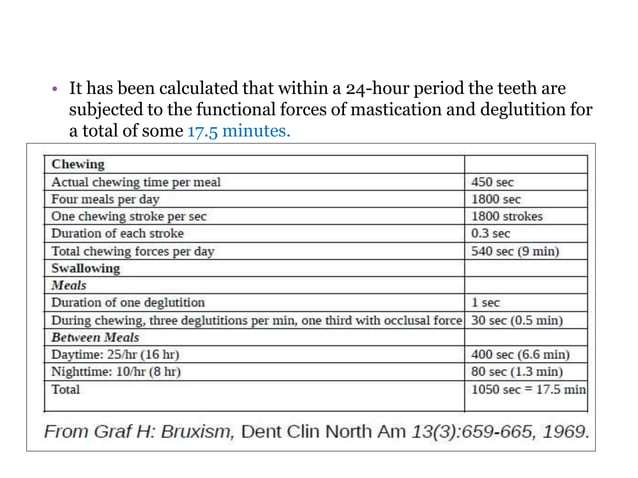 • It has been calculated that within a 24-hour period the teeth are
subjected to the functional forces of mastication and deglutition for
a total of some 17.5 minutes.
Chewing
Actual chewing time per meal 450 sec
Four meals per day 1800 sec
One chewing stroke per sec 1800 strokes
Duration of each stroke 0.3 sec
Total chewing forces per day 540 sec (9 min)
Swallowing
Meals
Duration of one deglutition 1 sec
During chewing, three deglutitions per min, one third with occlusal force 30 sec (0.5 min)
Between Meals
Daytime: 25/hr (16 hr) 400 sec (6.6 min)
Nighttime: 10/hr (8 hr) 80 sec (1.3 min)
Total 1050 sec = 17.5 min
From Graf H: Bruxism, Dent Clin North Am 13(3):659-665, 1969.